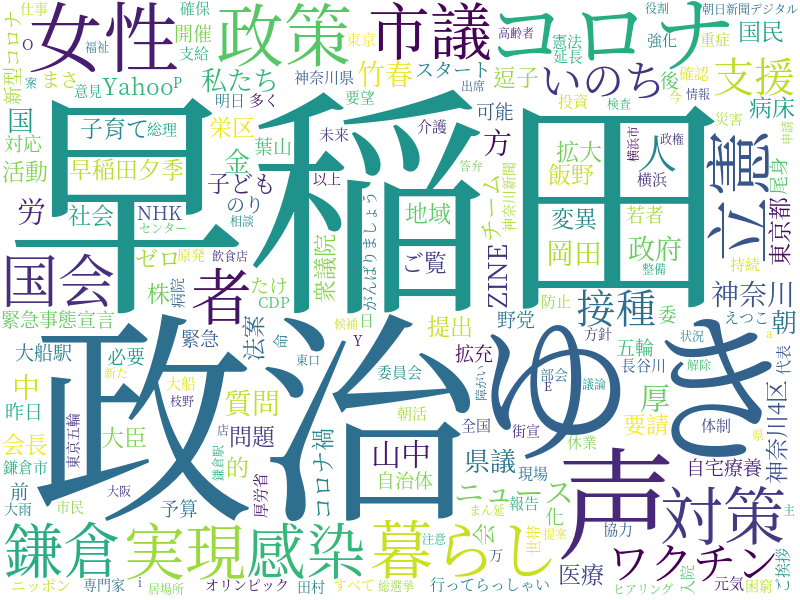 仕事
確保
役割
朝日新聞デジタル
コロナ
女性
政策
市議
コロナ
国民
O
福祉
支給
開催
東京
高齢者
憲法
延長
強化
重症
新型
まさ
意見
Yahoo
P
案
私たち
神奈川県
竹春
スタート
逗子
いのち
後
確認
支援
明日
多く
要望
出席
投資
今
情報
病床
国
対応
子育て
総理
栄区
未来
介護
可能
方
検査
災害
申請
活動
早稲田夕季
金
葉山
早稲田
拡大
人
横浜市
政権
立憲
尾身
子ども
以上
答弁
飯野
横浜
労
社会
NHK
のり
センター
相談
がんばりましょう
地域
チーム
神奈川新聞
変異
若者
東京都
ゼロ
原発
飲食店
衆議院
ご覧
岡田
政府
整備
持続
国会
者
株
病院
たけ
CDP
ZINE
防止
接種
委
神奈川
朝
緊急事態宣言
緊急
法案
命
候補
日
Y
提出
野党
方針
えつこ
大船駅
必要
東口
政治
ゆき
拡充
五輪
長谷川
状況
解除
代表
a
中
大船
新た
枝野
委員会
部会
E
議論
厚
神奈川4区
昨日
質問
障がい
朝活
全国
街宣
休業
要請
体制
会長
東京五輪
大臣
店
問題
山中
声
対策
県
鎌倉市
的
鎌倉駅
コロナ禍
自治体
県議
現場
自宅療養
前
大雨
市民
大阪
予算
厚労省
ニュース
報告
化
鎌倉
実現
感染
暮らし
まん延
会
世帯
提案
協力
主
注意
万
ワクチン
ニッポン
専門家
i
居場所
オリンピック
田村
すべて
総選挙
行ってらっしゃい
医療
ヒアリング
人院
元気
困窮
ご挨拶